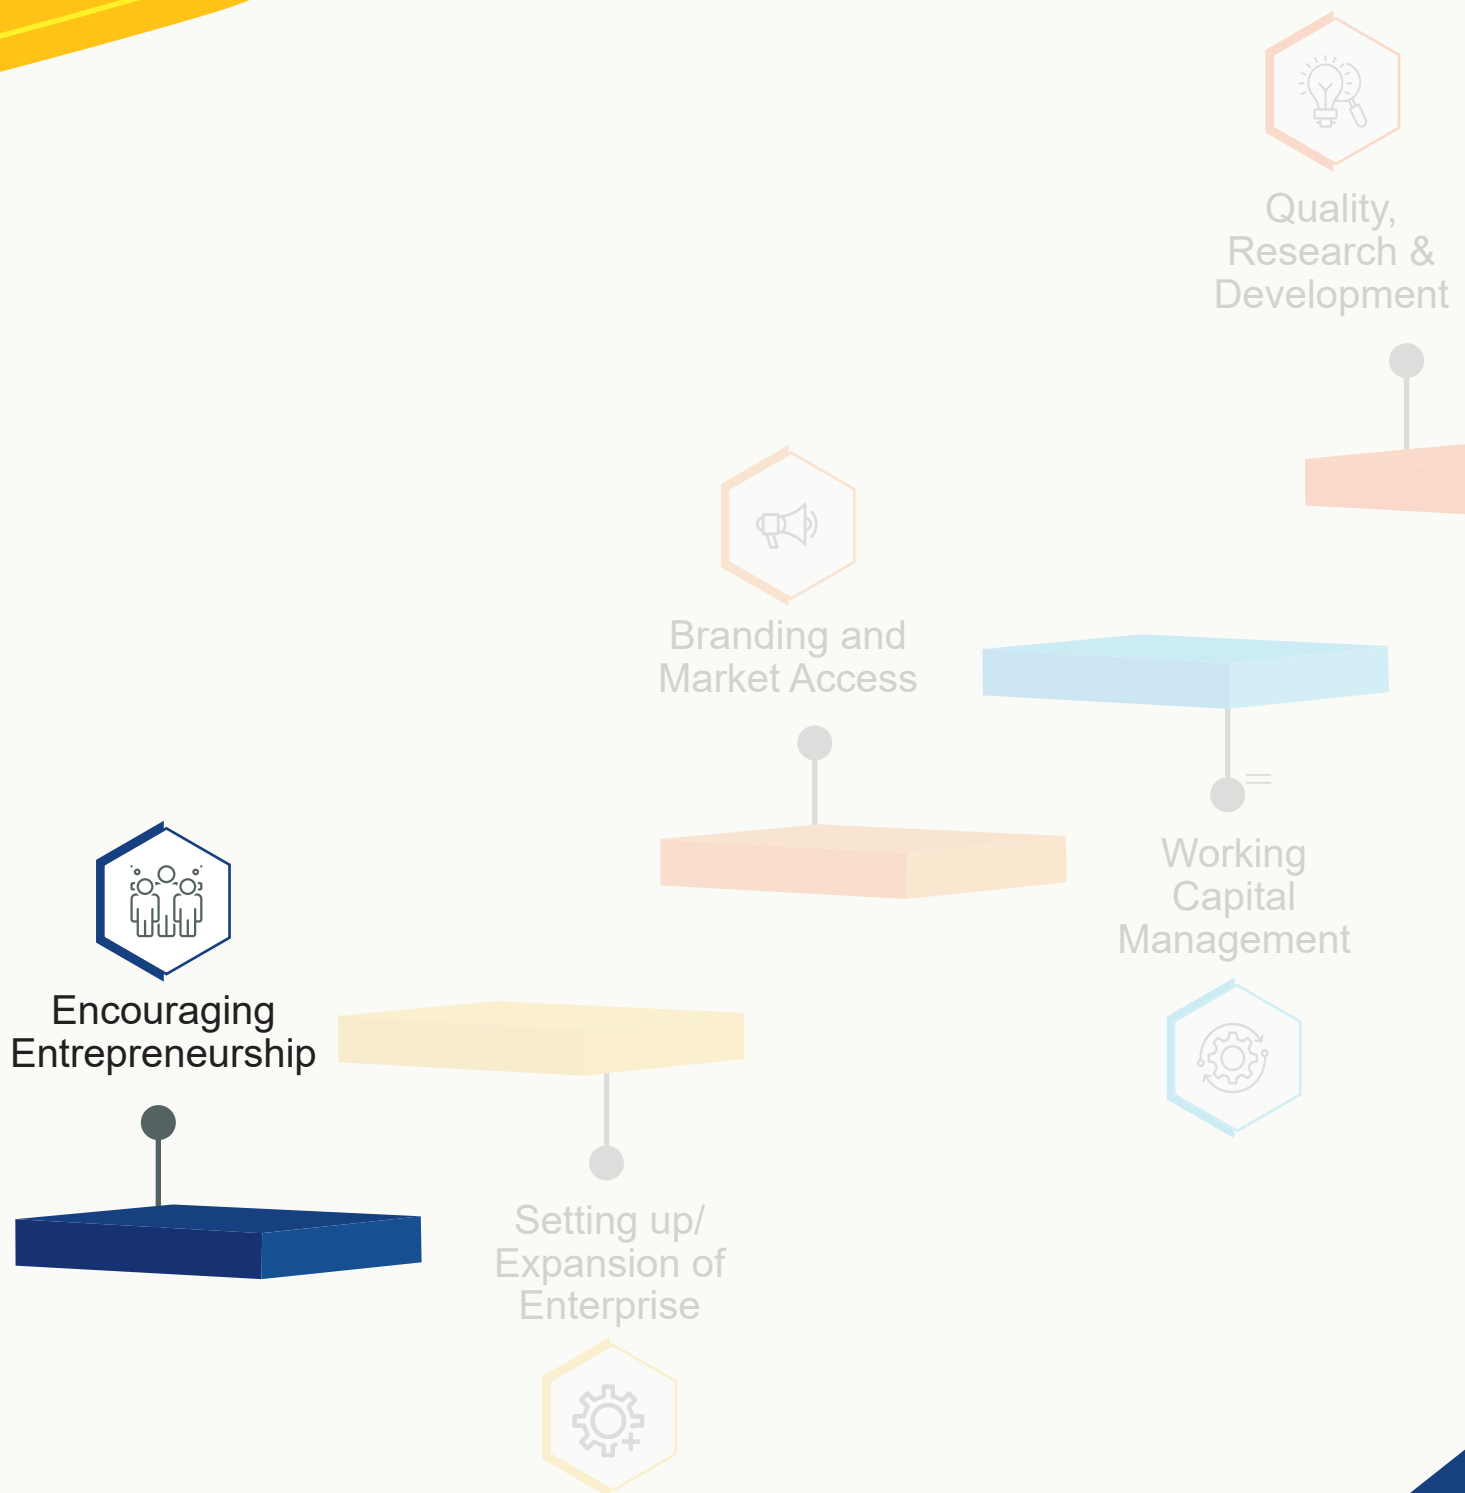 Quality,
Research &
Development
Branding and
Market Access
Working
Capital
Management
Encouraging
Entrepreneurship
Setting up/
Expansion of
Enterprise